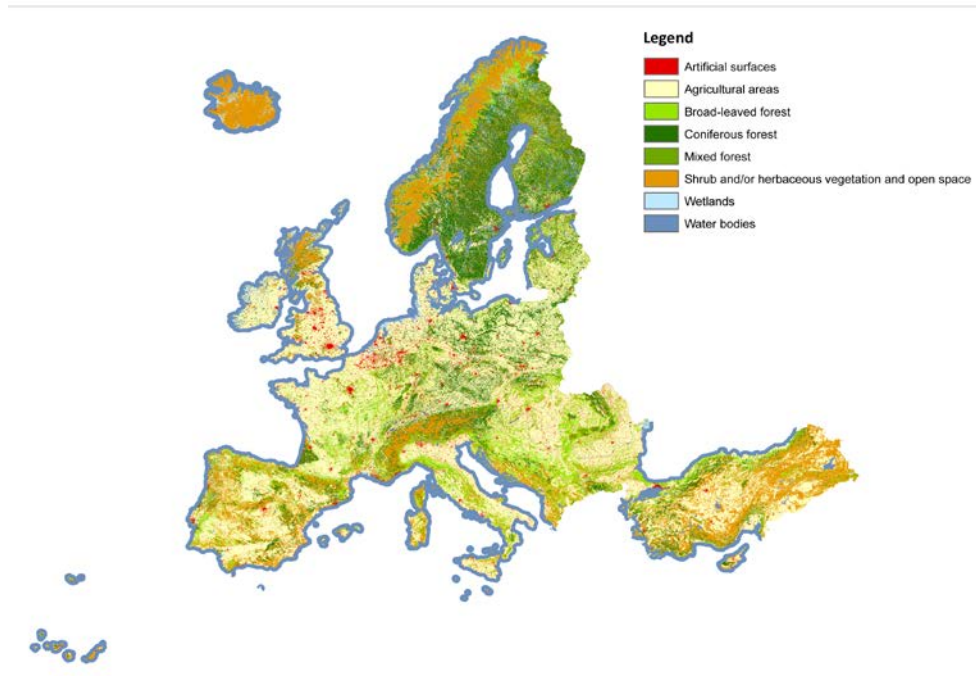 Legend
Artificial surfaces
Agricultural areas
Broad-leaved forest
Coniferous forest
Mixed forest
Shrub and/or herbaceous vegetation and open space
Wetlands
Water bodies